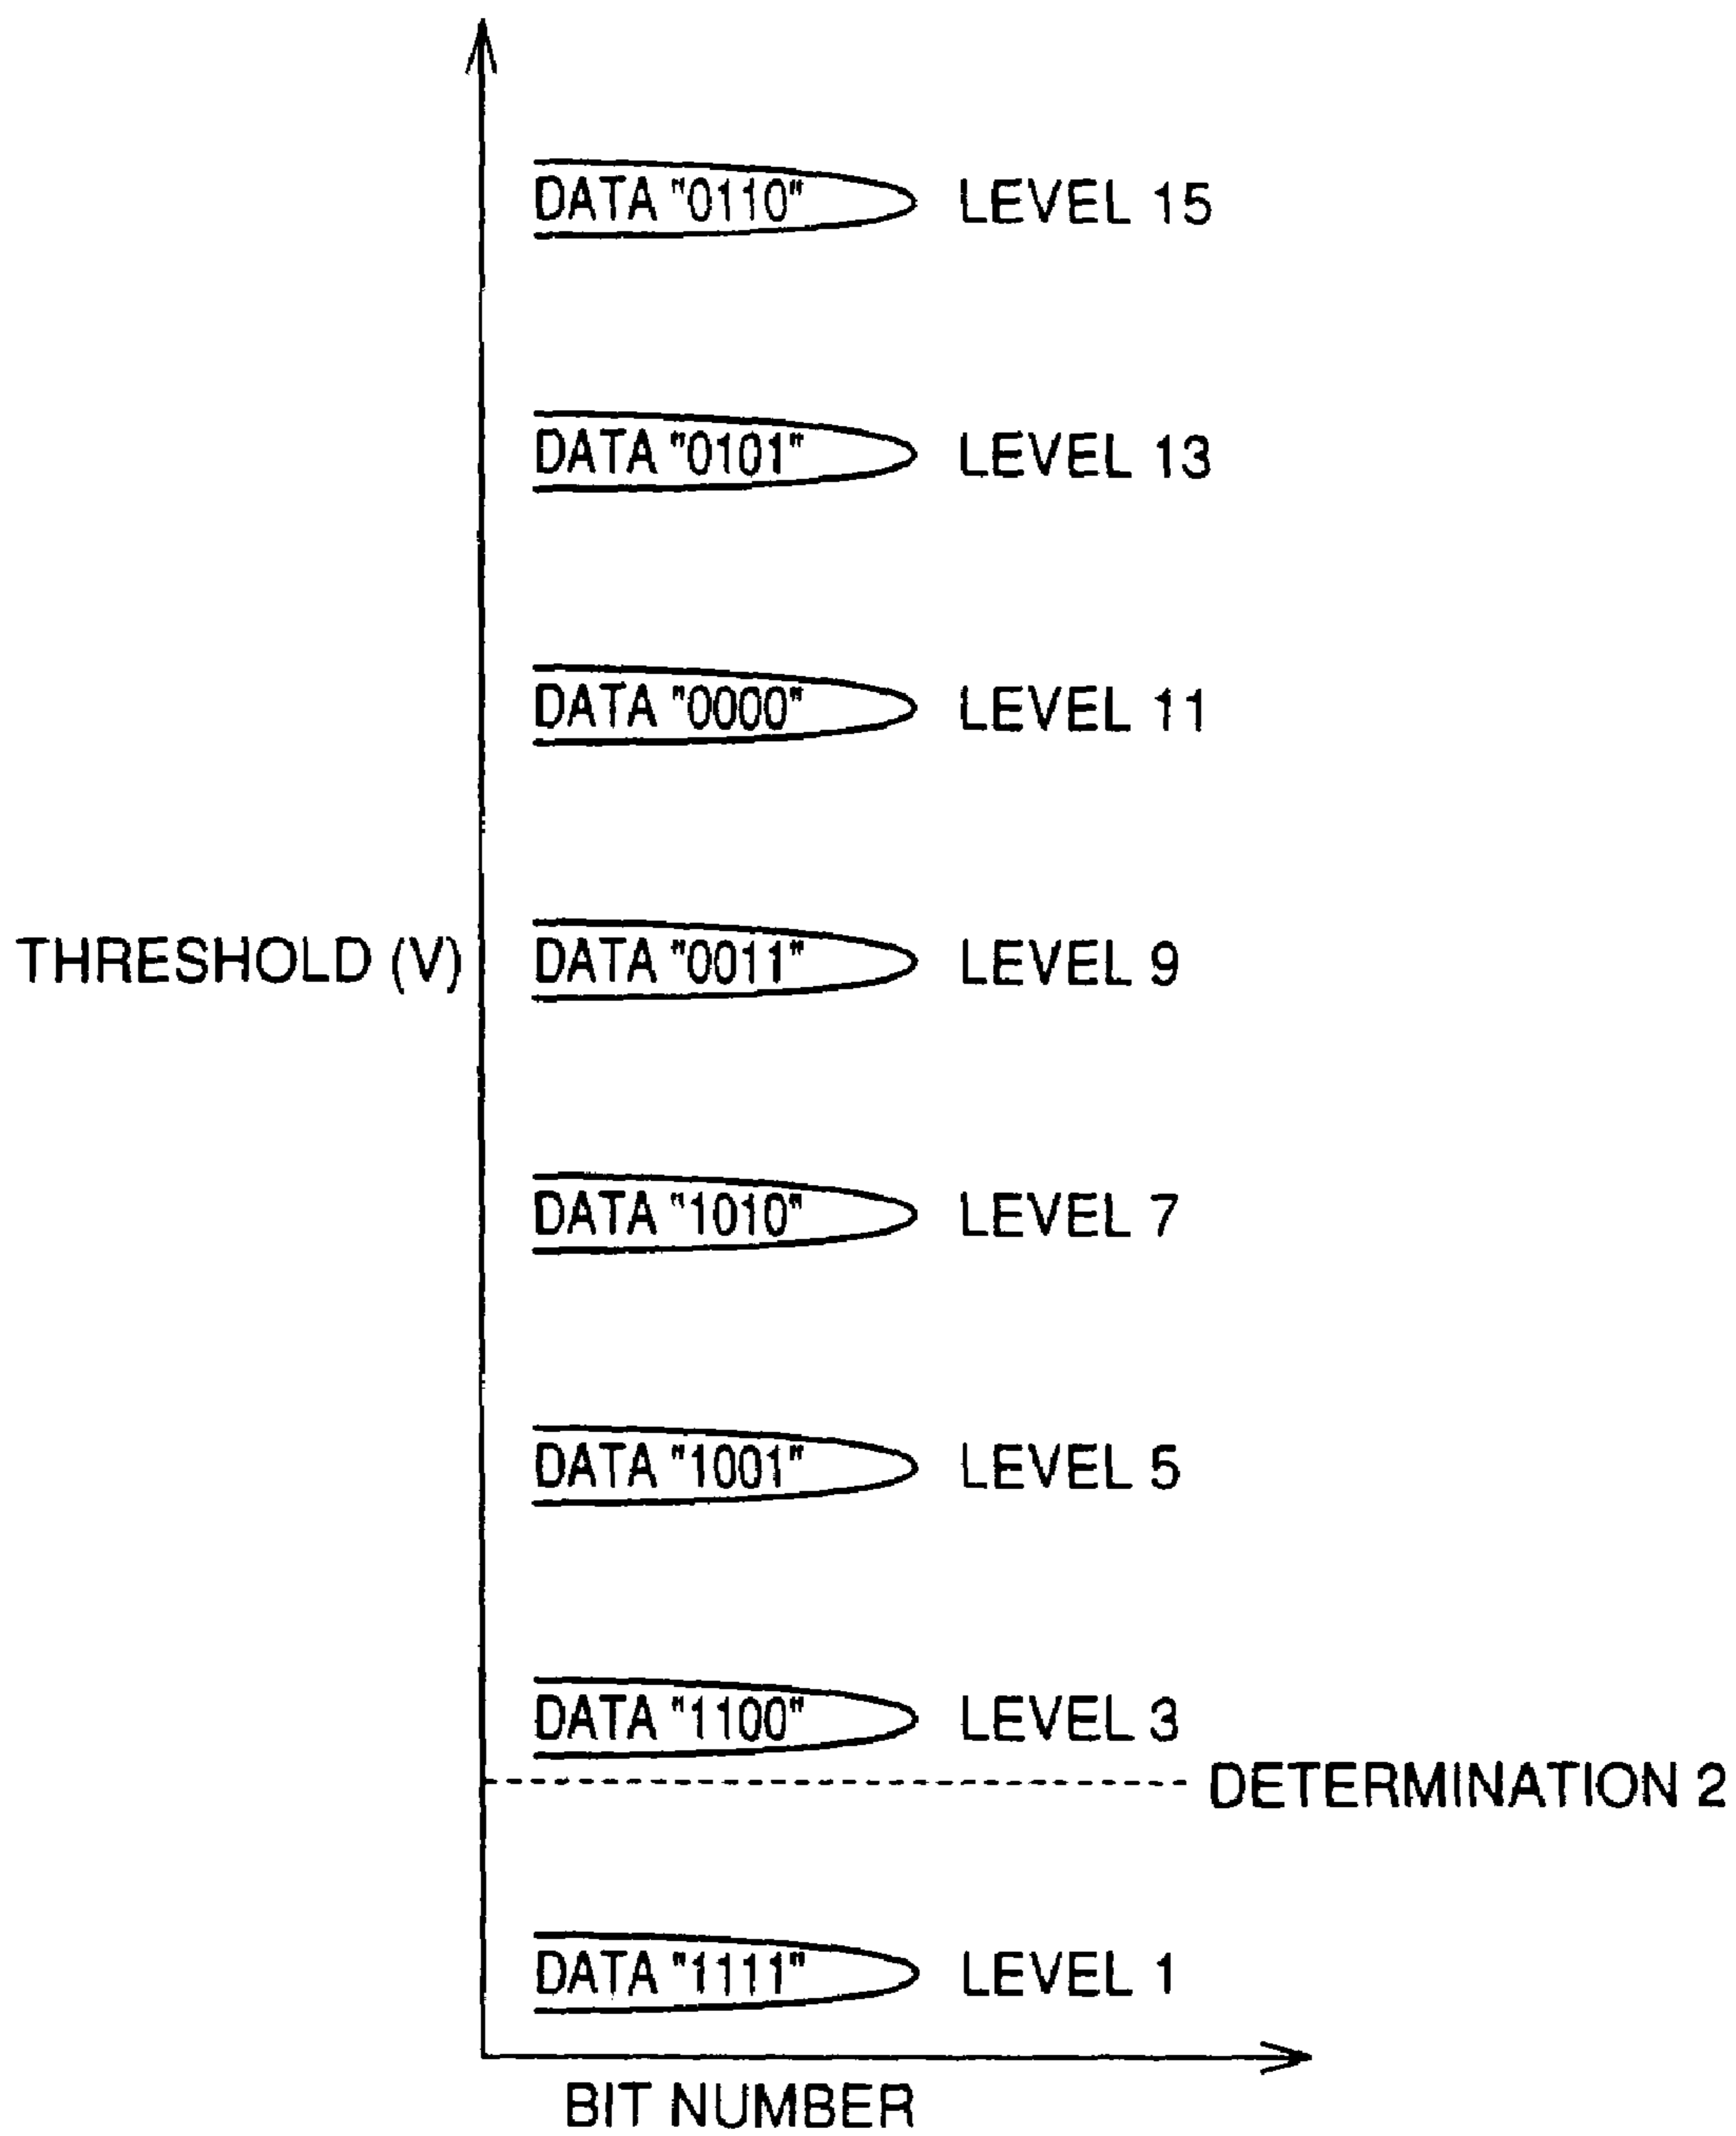 DATA "0110" LEVEL 15
DATA "0101" LEVEL 13
DATA "0000" LEVEL 11
THRESHOLD (V) DATA "0011" LEVEL 9
DATA "1010" LEVEL 7
DATA "1001" LEVEL 5
DATA "1100" LEVEL 3
DETERMINATION 2
DATA "1111" LEVEL 1
BIT NUMBER